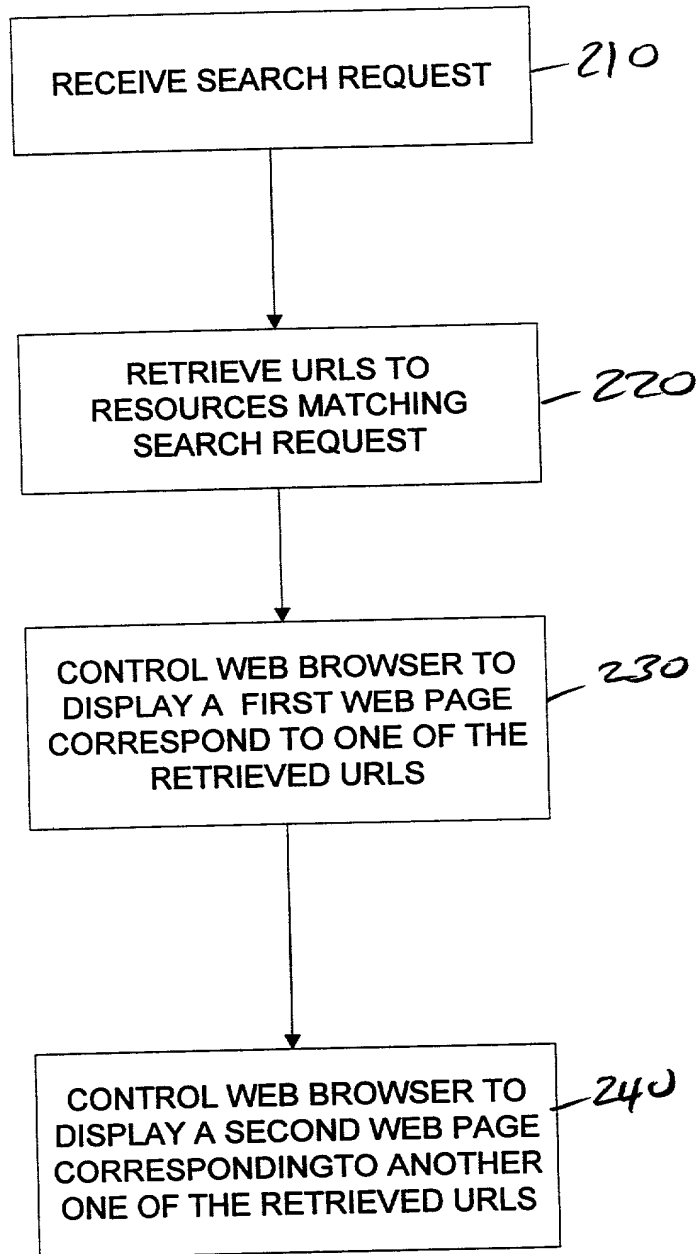 RECEIVE SEARCH REQUEST
210
RETRIEVE URLS TO
RESOURCES MATCHING
SEARCH REQUEST
220
CONTROL WEB BROWSER TO
DISPLAY A FIRST WEB PAGE
CORRESPOND TO ONE OF THE
RETRIEVED URLS
230
CONTROL WEB BROWSER TO
DISPLAY A SECOND WEB PAGE
CORRESPONDINGTO ANOTHER
ONE OF THE RETRIEVED URLS
240